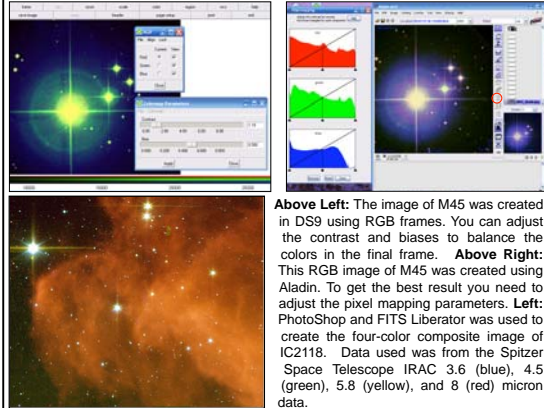 Colormap Parameters
Contrast
Bias
Above Left: The image of M45 was created
in DS9 using RGB frames. You can adjust
the contrast and biases to balance the
colors in the final frame. Above Right:
This RGB image of M45 was created using
Aladin. To get the best result you need to
adjust the pixel mapping parameters. Left:
PhotoShop and FITS Liberator was used to
create the four-color composite image of
IC2118. Data used was from the Spitzer
Space Telescope IRAC 3.6 (blue), 4.5
(green), 5.8 (yellow), and 8 (red) micron
data.